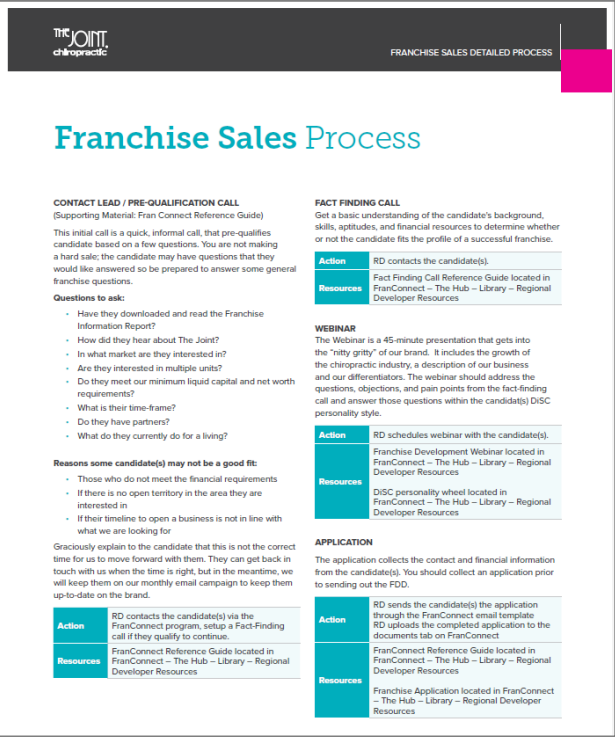 THE JOINT.
chiropractic
FRANCHISE SALES DETAILED PROCESS
Franchise Sales Process
CONTACT LEAD / PRE-QUALIFICATION CALL
(Supporting Material: Fran Connect Reference Guide)
This initial call is a quick, informal call, that pre-qualifies
candidate based on a few questions. You are not making
a hard sale; the candidate may have questions that they
would like answered so be prepared to answer some general
franchise questions.
Questions to ask:
• Have they downloaded and read the Franchise
Information Report?
• How did they hear about The Joint?
• In what market are they interested in?
• Are they interested in multiple units?
• Do they meet our minimum liquid capital and net worth
requirements?
• What is their time-frame?
• Do they have partners?
• What do they currently do for a living?
Reasons some candidate(s) may not be a good fit:
• Those who do not meet the financial requirements
• If there is no open territory in the area they are
interested in
• If their timeline to open a business is not in line with
what we are looking for
Graciously explain to the candidate that this is not the correct
time for us to move forward with them. They can get back in
touch with us when the time is right, but in the meantime, we
will keep them on our monthly email campaign to keep them
up-to-date on the brand.
Action
RD contacts the candidate(s) via the
FranConnect program, setup a Fact-Finding
call if they qualify to continue.
Resources
FranConnect Reference Guide located in
FranConnect – The Hub – Library – Regional
Developer Resources
FACT FINDING CALL
Get a basic understanding of the candidate's background,
skills, aptitudes, and financial resources to determine whether
or not the candidate fits the profile of a successful franchise.
Action
RD contacts the candidate(s).
Resources
Fact Finding Call Reference Guide located in
FranConnect – The Hub – Library – Regional
Developer Resources
WEBINAR
The Webinar is a 45-minute presentation that gets into
the "nitty gritty" of our brand. It includes the growth of
the chiropractic industry, a description of our business
and our differentiators. The webinar should address the
questions, objections, and pain points from the fact-finding
call and answer those questions within the candidat(s) DiSC
personality style.
Action
RD schedules webinar with the candidate(s).
Resources
Franchise Development Webinar located in
FranConnect – The Hub – Library – Regional
Developer Resources
DiSC personality wheel located in
FranConnect – The Hub – Library – Regional
Developer Resources
APPLICATION
The application collects the contact and financial information
from the candidate(s). You should collect an application prior
to sending out the FDD.
Action
RD sends the candidate(s) the application
through the FranConnect email template
RD uploads the completed application to the
documents tab on FranConnect
Resources
FranConnect Reference Guide located in
FranConnect – The Hub – Library – Regional
Developer Resources
Franchise Application located in FranConnect
– The Hub – Library – Regional Developer
Resources